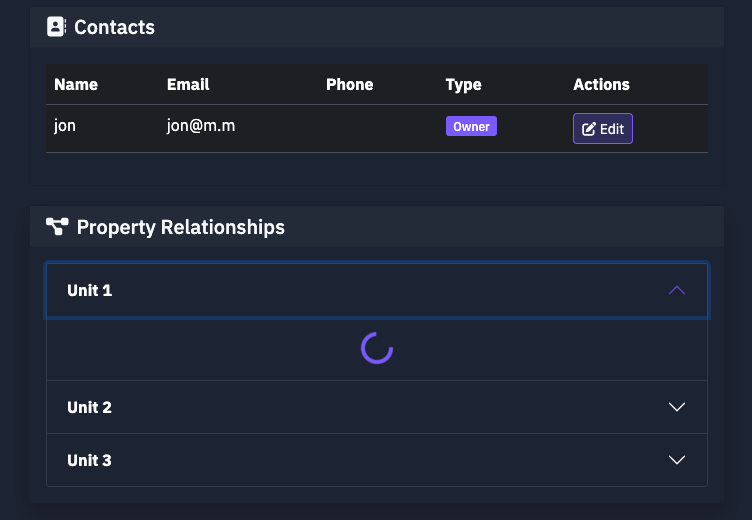 Contacts
Name Email Phone Type Actions
jon jon@m.m Owner Edit
Property Relationships
Unit 1
Unit 2
Unit 3